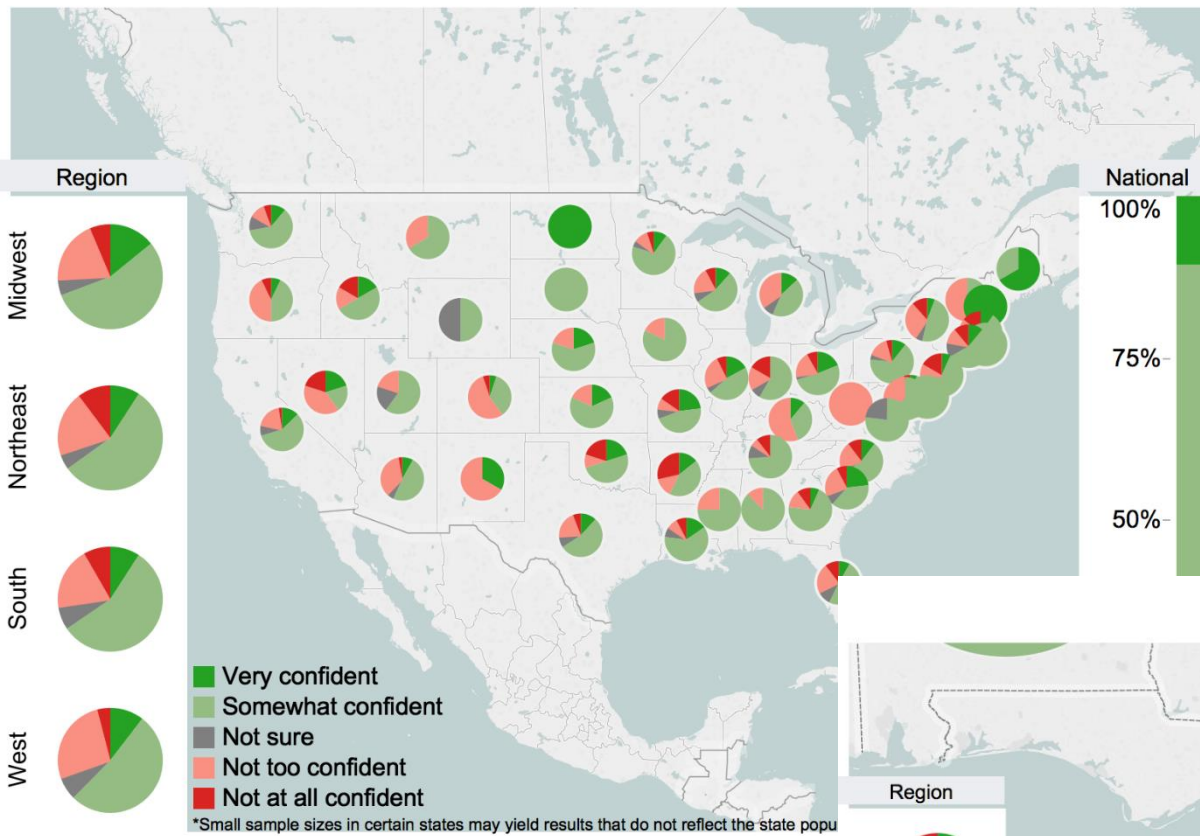 Region
National
100%
Midwest
Northeast
75%
South
50%
West
Very confident
Somewhat confident
Not sure
Not too confident
Not at all confident
*Small sample sizes in certain states may yield results that do not reflect the state popu
Region